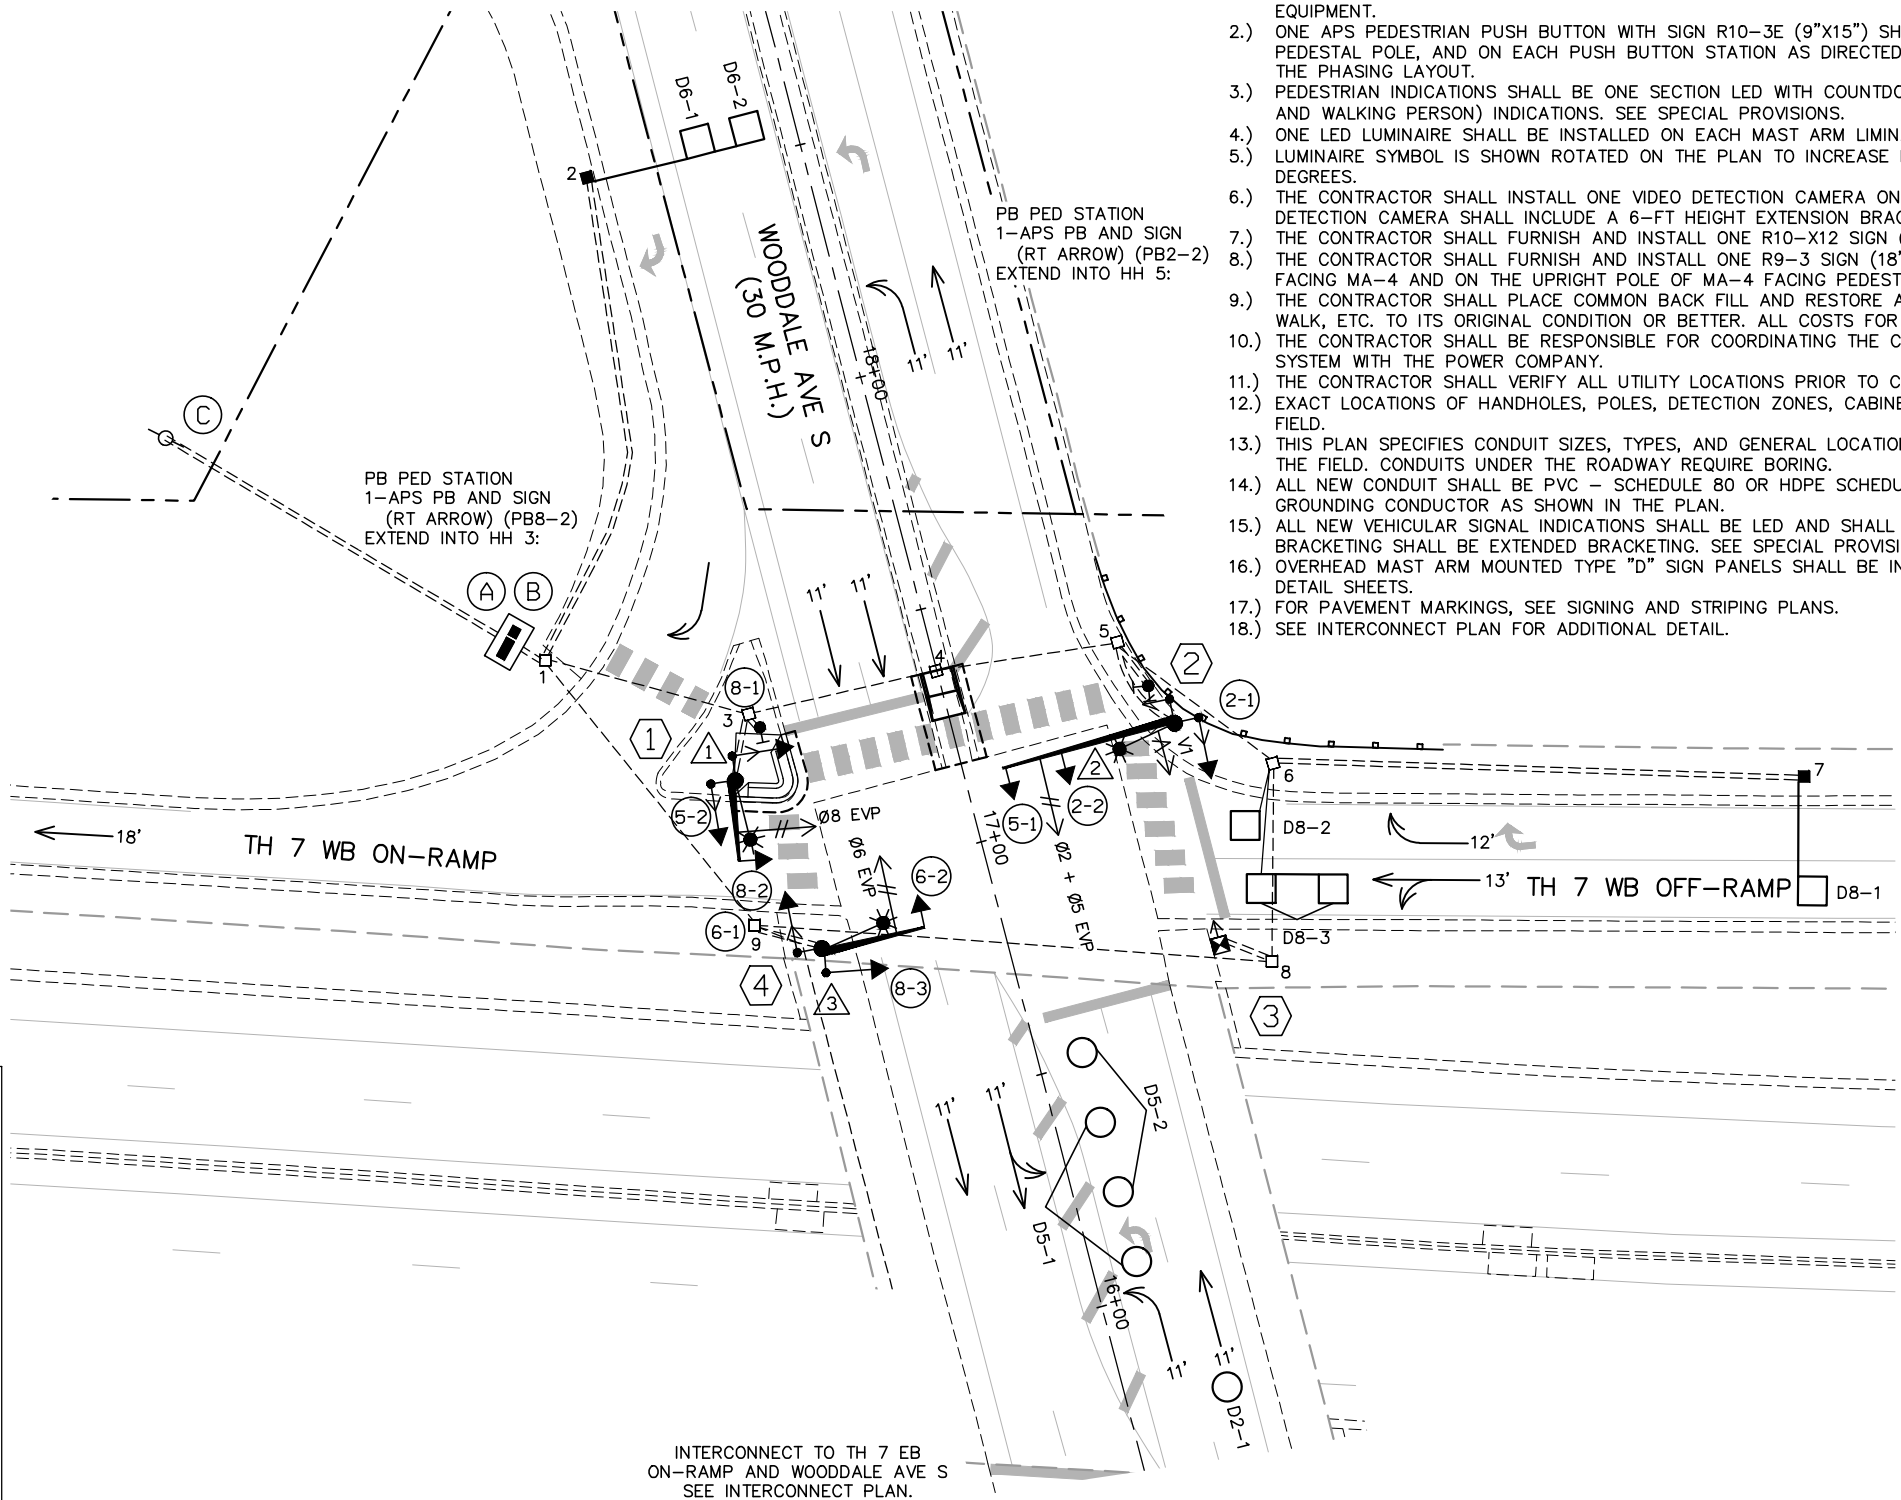 EQUIPMENT.
2.) ONE APS PEDESTRIAN PUSH BUTTON WITH SIGN R10-3E (9"X15")
PEDESTAL POLE, AND ON EACH PUSH BUTTON STATION AS DIRECTED
THE PHASING LAYOUT.
3.) PEDESTRIAN INDICATIONS SHALL BE ONE SECTION LED WITH
AND WALKING PERSON) INDICATIONS. SEE SPECIAL PROVISIONS.
4.) ONE LED LUMINAIRE SHALL BE INSTALLED ON EACH MAST ARM
5.) LUMINAIRE SYMBOL IS SHOWN ROTATED ON THE PLAN TO INCREASE
DEGREES.
6.) THE CONTRACTOR SHALL INSTALL ONE VIDEO DETECTION CAMERA ON
DETECTION CAMERA SHALL INCLUDE A 6-FT HEIGHT EXTENSION
7.) THE CONTRACTOR SHALL FURNISH AND INSTALL ONE R10-X12 SIGN
8.) THE CONTRACTOR SHALL FURNISH AND INSTALL ONE R9-3 SIGN (18"
FACING MA-4 AND ON THE UPRIGHT POLE OF MA-4 FACING
9.) THE CONTRACTOR SHALL PLACE COMMON BACK FILL AND RESTORE
WALK, ETC. TO ITS ORIGINAL CONDITION OR BETTER. ALL COSTS FOR
10.) THE CONTRACTOR SHALL BE RESPONSIBLE FOR COORDINATING THE
SYSTEM WITH THE POWER COMPANY.
11.) THE CONTRACTOR SHALL VERIFY ALL UTILITY LOCATIONS PRIOR TO
12.) EXACT LOCATIONS OF HANDHOLES, POLES, DETECTION ZONES,
FIELD.
13.) THIS PLAN SPECIFIES CONDUIT SIZES, TYPES, AND GENERAL
THE FIELD. CONDUITS UNDER THE ROADWAY REQUIRE BORING.
14.) ALL NEW CONDUIT SHALL BE PVC - SCHEDULE 80 OR HDPE
GROUNDING CONDUCTOR AS SHOWN IN THE PLAN.
15.) ALL NEW VEHICULAR SIGNAL INDICATIONS SHALL BE LED AND SHALL
BRACKETING SHALL BE EXTENDED BRACKETING. SEE SPECIAL
16.) OVERHEAD MAST ARM MOUNTED TYPE "D" SIGN PANELS SHALL BE
DETAIL SHEETS.
17.) FOR PAVEMENT MARKINGS, SEE SIGNING AND STRIPING PLANS.
18.) SEE INTERCONNECT PLAN FOR ADDITIONAL DETAIL.
D6-1
D6-2
2
PB PED STATION
1-APS PB AND SIGN
(RT ARROW) (PB2-2)
EXTEND INTO HH 5:
WOODDALE AVE S
(30 M.P.H.)
18+00
11'
11'
C
PB PED STATION
1-APS PB AND SIGN
(RT ARROW) (PB8-2)
EXTEND INTO HH 3:
A
B
1
11'
11'
4
5
2
2-1
8-1
3
1
1
5-2
Ø8 EVP
Ø6 EVP
8-2
6-1
9
6-2
4
3
8-3
2
5-1
2-2
17+00
Ø2 + Ø5 EVP
6
7
D8-2
12'
13'
TH 7 WB OFF-RAMP
D8-1
D8-3
8
3
18'
TH 7 WB ON-RAMP
11'
11'
D5-2
D5-1
16+00
11'
11'
D2-1
INTERCONNECT TO TH 7 EB
ON-RAMP AND WOODDALE AVE S
SEE INTERCONNECT PLAN.